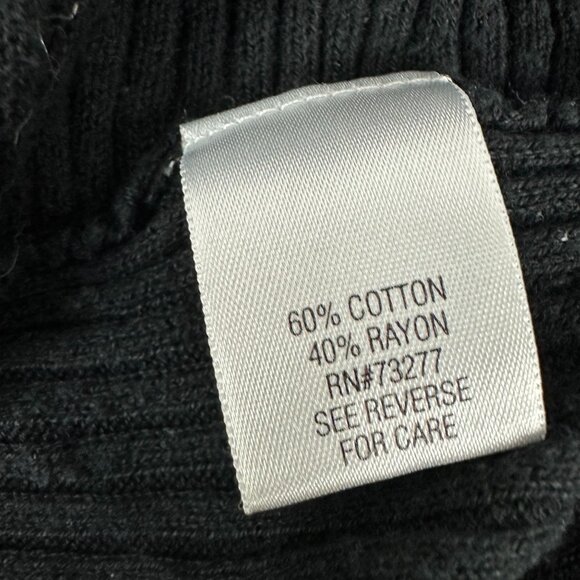 60% COTTON
40% RAYON
RN#73277
SEE REVERSE
FOR CARE